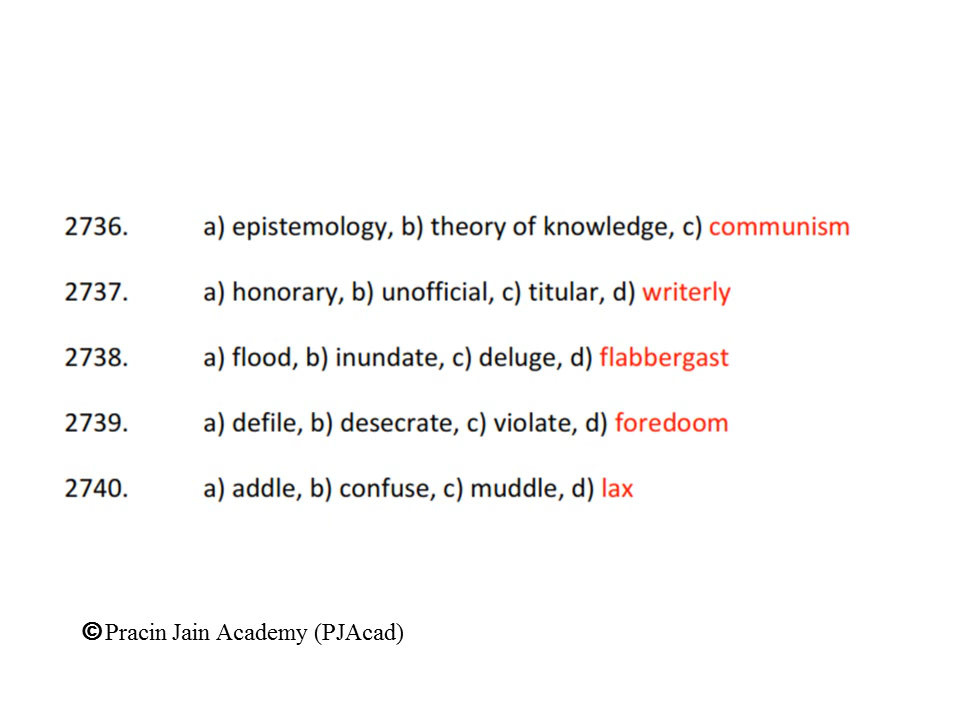 2736. a) epistemology, b) theory of knowledge, c) communism
2737. a) honorary, b) unofficial, c) titular, d) writerly
2738. a) flood, b) inundate, c) deluge, d) flabbergast
2739. a) defile, b) desecrate, c) violate, d) foredoom
2740. a) addle, b) confuse, c) muddle, d) lax
©Pracin Jain Academy (PJAcad)